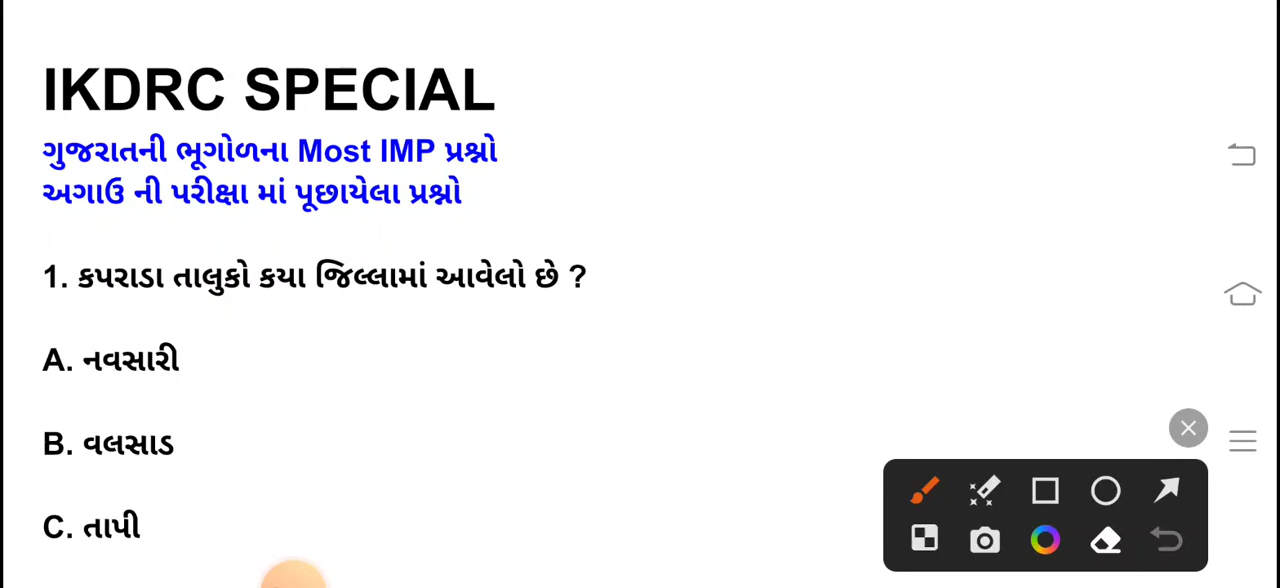 IKDRC SPECIAL
ગુજરાતની ભૂગોળના Most IMP પ્રશ્નો
અગાઉ ની પરીક્ષા માં પૂછાયેલા પ્રશ્નો
1. કપરાડા તાલુકો કયા જિલ્લામાં આવેલો છે ?
A. નવસારી
B. વલસાડ
C. તાપી